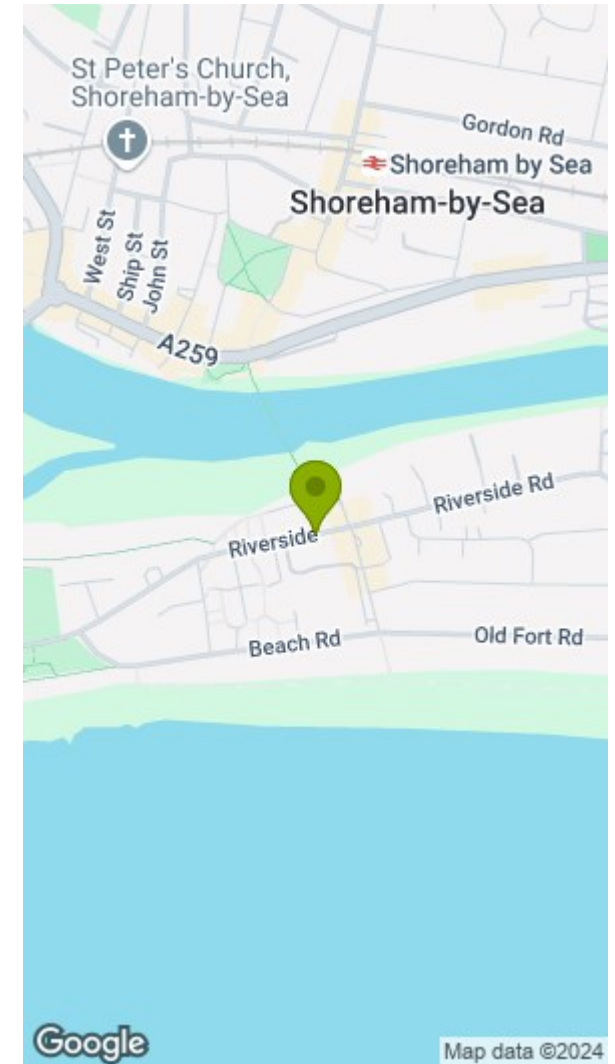 St Peter's Church,
Shoreham-by-Sea
Gordon Rd
Shoreham by Sea
Shoreham-by-Sea
West St
Ship St
John St
A259
Riverside Rd
Riverside
Beach Rd
Old Fort Rd
Google
Map data ©2024